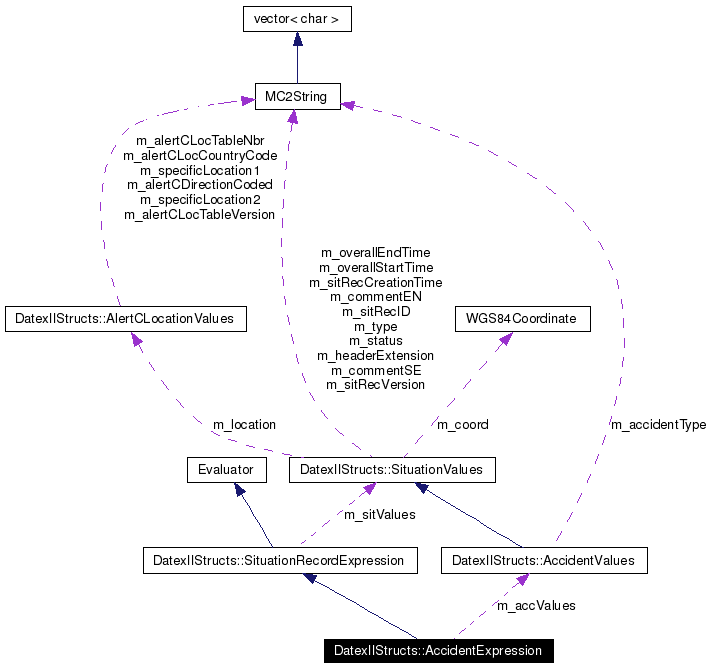 vector< char >
MC2String
m_alertCLocTableNbr
m_alertCLocCountryCode
m_specificLocation1
m_alertCDirectionCoded
m_specificLocation2
m_alertCLocTableVersion
m_overallEndTime
m_overallStartTime
m_sitRecCreationTime
m_commentEN
m_sitRecID
m_type
m_status
m_headerExtension
m_commentSE
m_sitRecVersion
DatexIIStructs::AlertCLocationValues
WGS84Coordinate
m_location
m_coord
m_accidentType
Evaluator
DatexIIStructs::SituationValues
m_sitValues
DatexIIStructs::SituationRecordExpression
DatexIIStructs::AccidentValues
m_accValues
DatexIIStructs::AccidentExpression